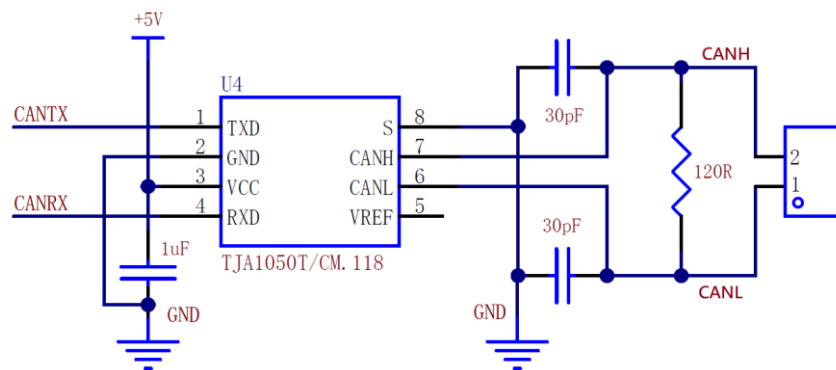 +5V
U4
CANTX
1
TXD
2
GND
3
VCC
CANRX
4
RXD
S
8
CANH
7
CANL
6
VREF
5
TJA1050T/CM.118
1uF
GND
30pF
30pF
GND
CANH
120R
CANL
2
1